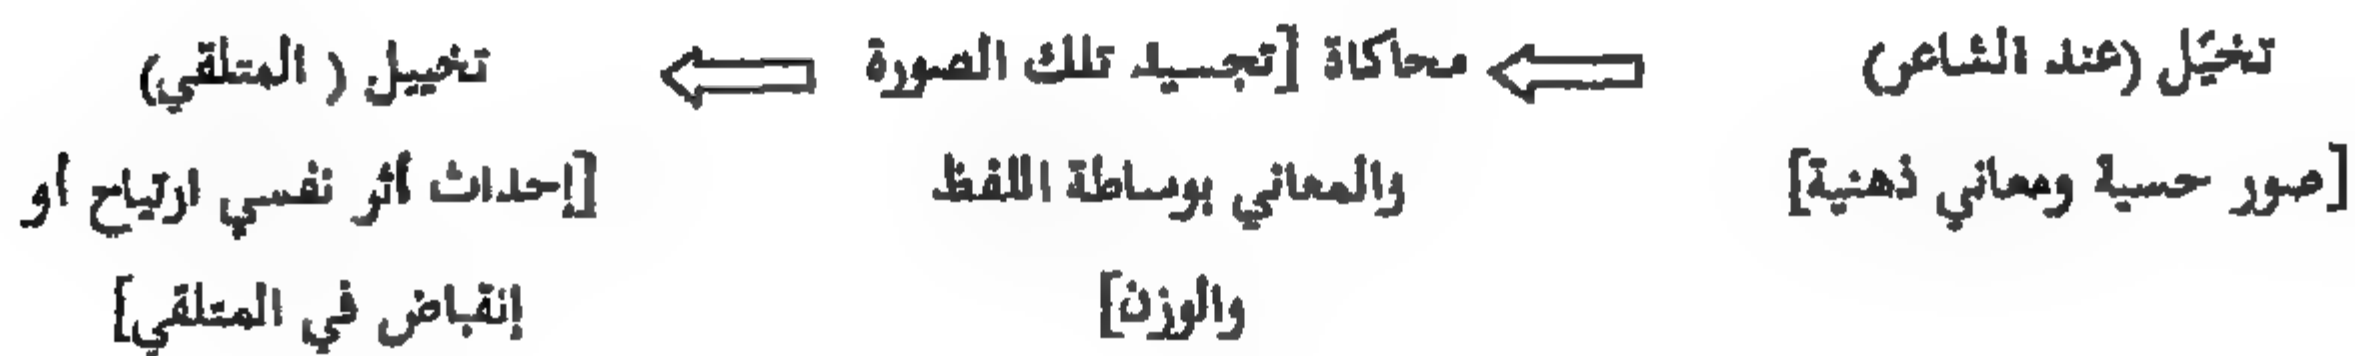 تخيّل (عند الشاعر)
[صور حسية ومعاني ذهنية]
محاكاة [تجسيد تلك الصورة
والمعاني بوساطة اللفظ
والوزن]
تخييل ( المتلقي)
[إحداث أثر نفسي ارتياح أو
إنقباض في المتلقي]